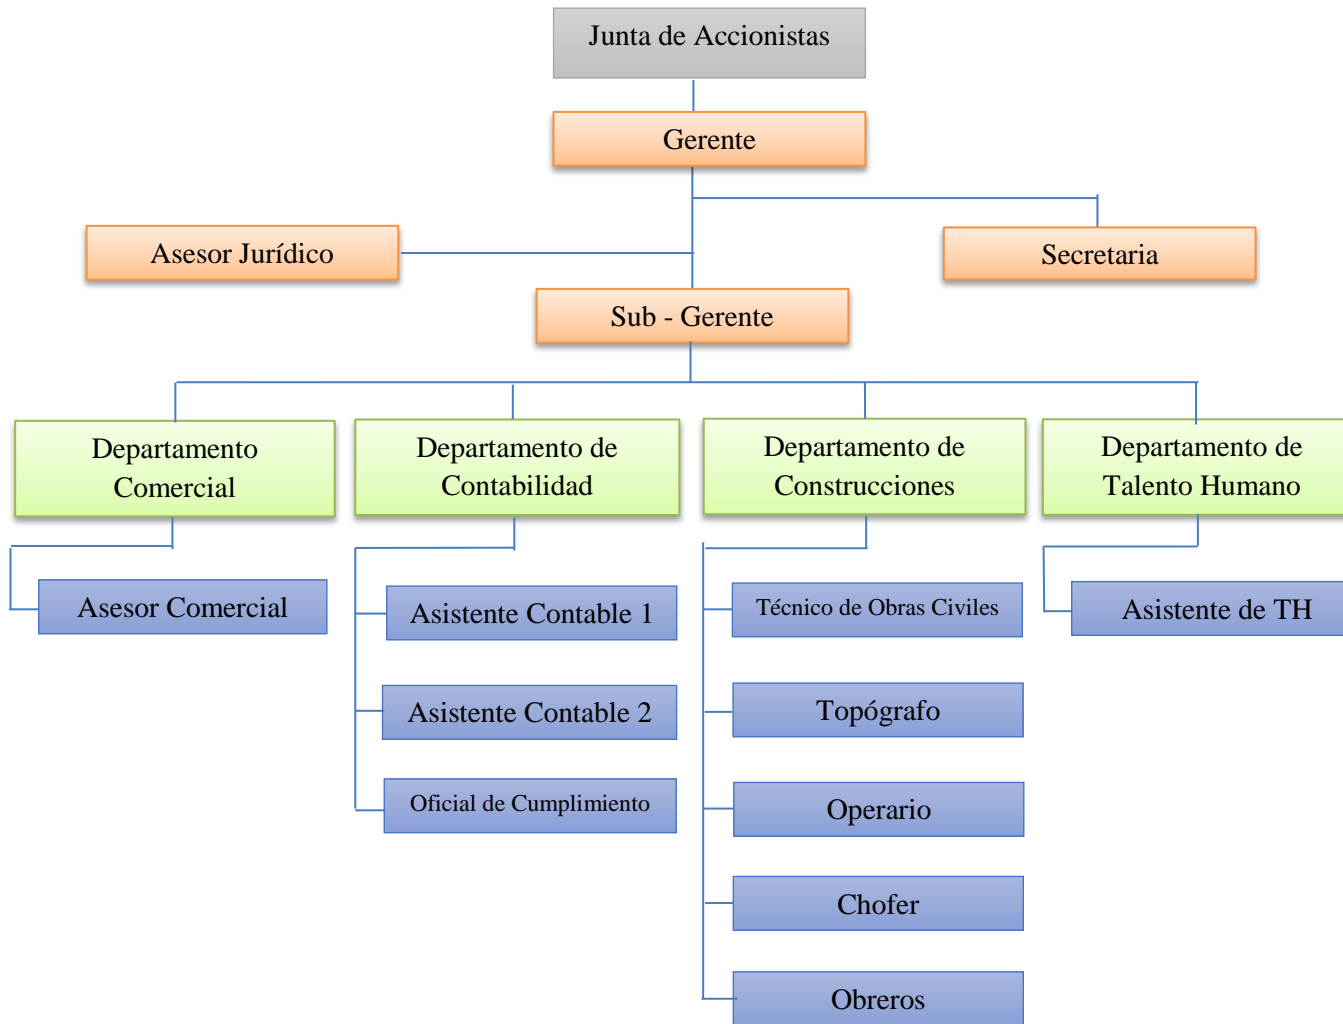 Junta de Accionistas
Gerente
Asesor Jurídico
Secretaria
Sub - Gerente
Departamento
Comercial
Departamento de
Contabilidad
Departamento de
Construcciones
Departamento de
Talento Humano
Asesor Comercial
Asistente Contable 1
Asistente Contable 2
Oficial de Cumplimiento
Técnico de Obras Civiles
Topógrafo
Operario
Chofer
Obreros
Asistente de TH